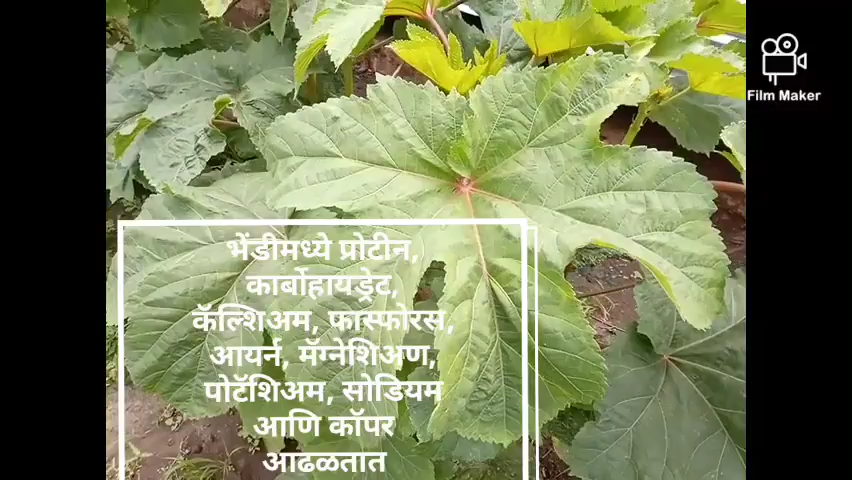 भेंडीमध्ये प्रोटीन,
कार्बोहायड्रेट,
कॅल्शिअम, फास्फोरस,
आयर्न, मॅग्नेशिअण,
पोटॅशिअम, सोडियम
आणि कॉपर
आढळतात
Film Maker